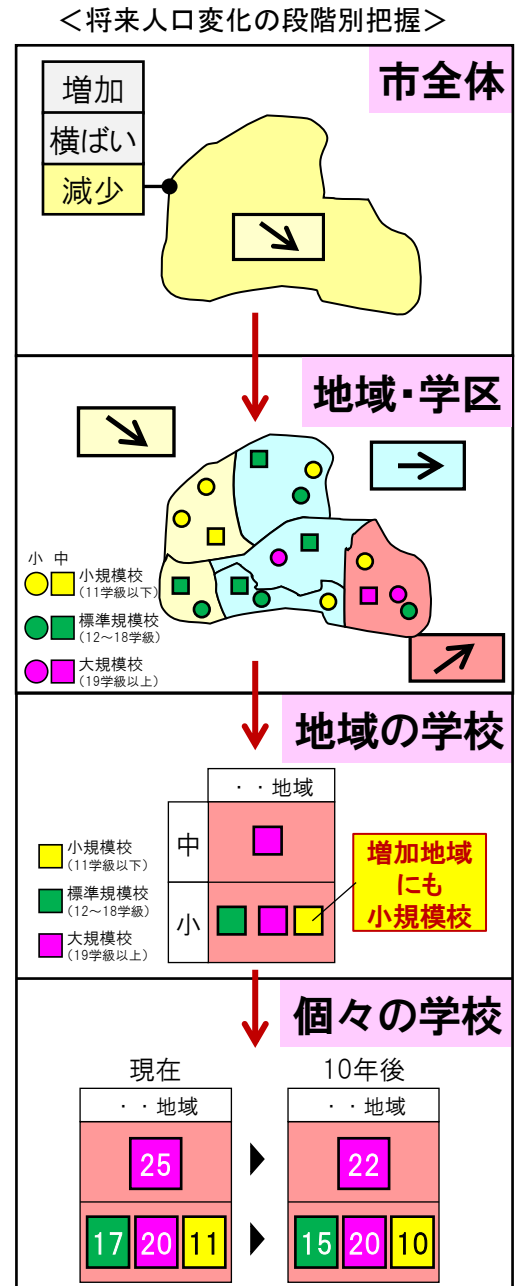 ＜将来人口変化の段階別把握＞
市全体
増加
横ばい
減少
地域・学区
小 中
小規模校
(11学級以下)
標準規模校
(12～18学級)
大規模校
(19学級以上)
地域の学校
・・地域
中
小
小規模校
(11学級以下)
標準規模校
(12～18学級)
大規模校
(19学級以上)
増加地域
にも
小規模校
個々の学校
現在
10年後
・・地域
・・地域
25
22
17 20 11
15 20 10